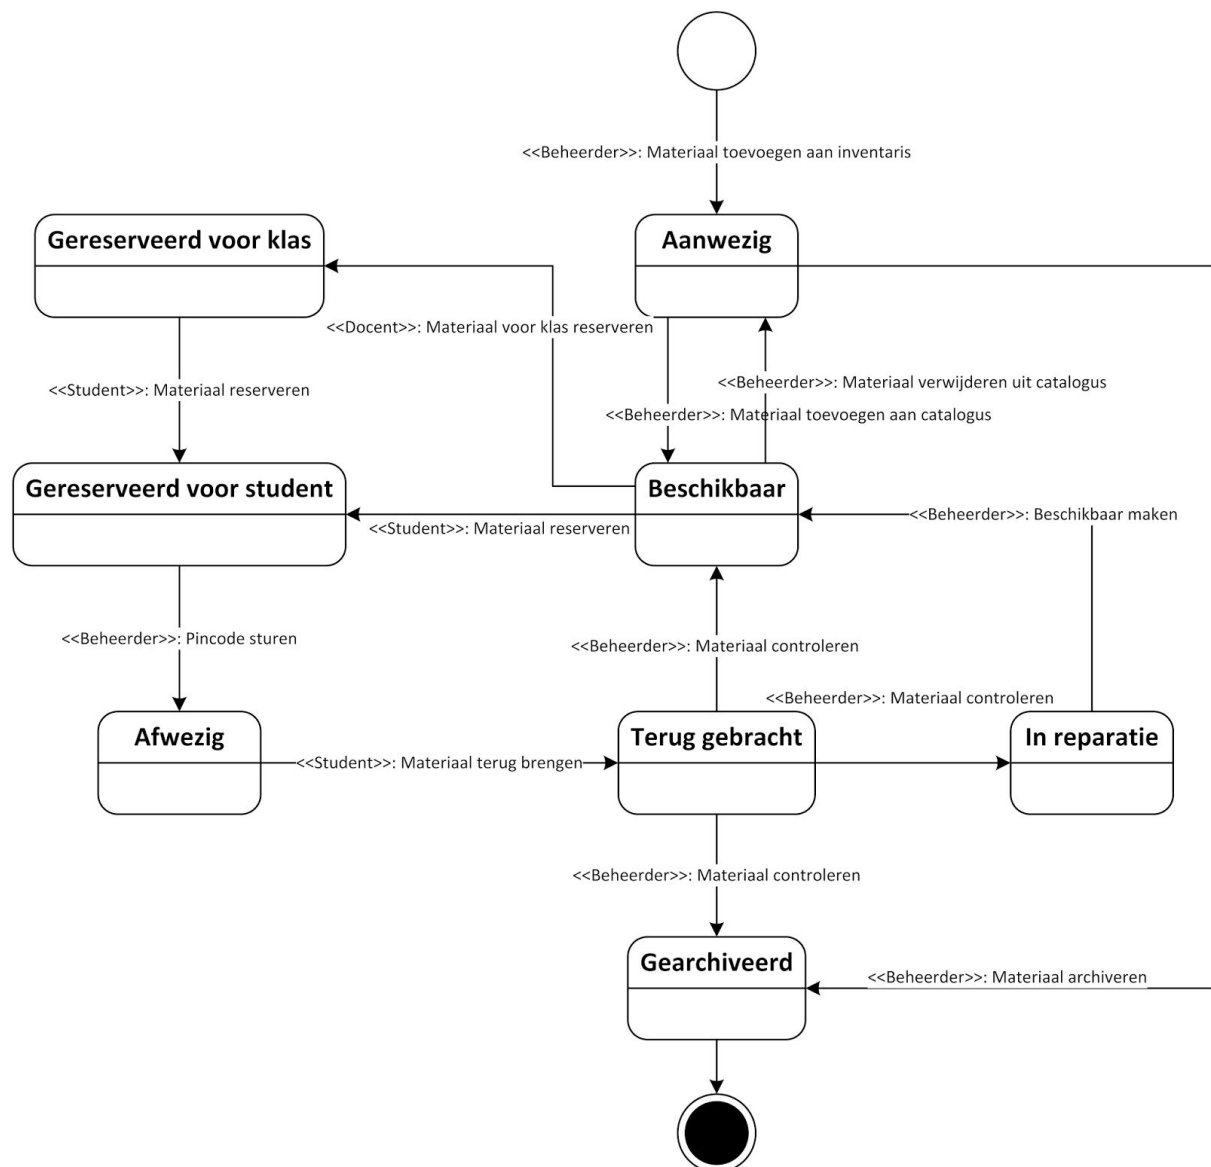 <<Beheerder>>: Materiaal toevoegen aan inventaris
Gereserveerd voor klas
Aanwezig
<<Docent>>: Materiaal voor klas reserveren
<<Student>>: Materiaal reserveren
<<Beheerder>>: Materiaal verwijderen uit catalogus
<<Beheerder>>: Materiaal toevoegen aan catalogus
Gereserveerd voor student
Beschikbaar
<<Beheerder>>: Beschikbaar maken
<<Student>>: Materiaal reserveren
<<Beheerder>>: Pincode sturen
<<Beheerder>>: Materiaal controleren
<<Beheerder>>: Materiaal controleren
Afwezig
Terug gebracht
In reparatie
<<Student>>: Materiaal terug brengen
<<Beheerder>>: Materiaal controleren
Gearchiveerd
<<Beheerder>>: Materiaal archiveren